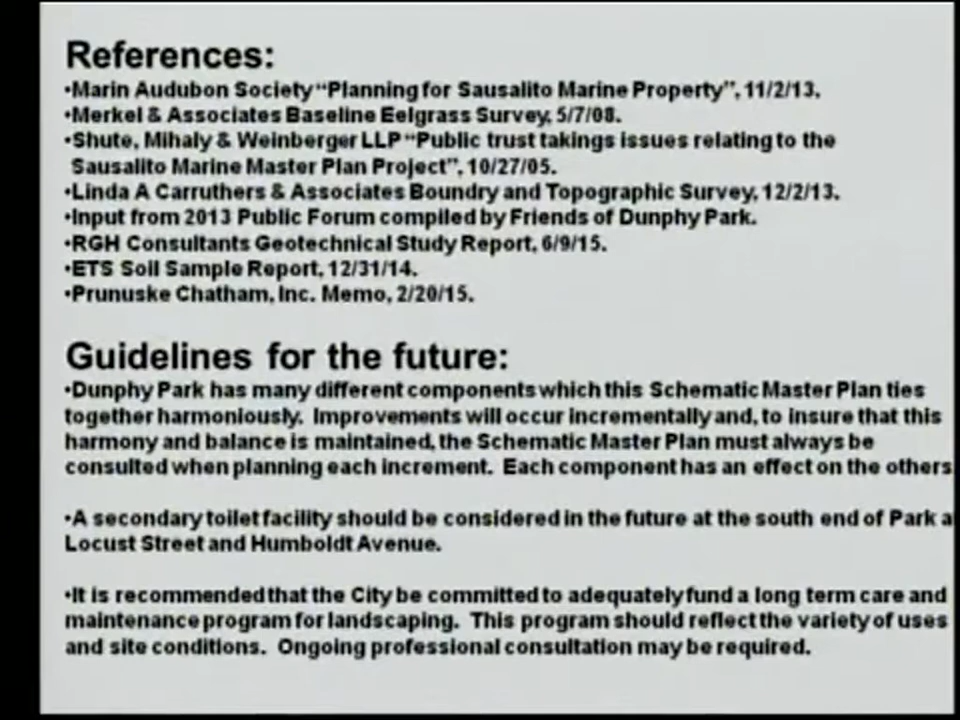 References:
•Marin Audubon Society “Planning for Sausalito Marine Property”, 11/2/13.
•Merkel & Associates Baseline Eelgrass Survey, 5/7/08.
•Shute, Mihaly & Weinberger LLP “Public trust takings issues relating to the
Sausalito Marine Master Plan Project”, 10/27/05.
•Linda A Carruthers & Associates Boundry and Topographic Survey, 12/2/13.
•Input from 2013 Public Forum compiled by Friends of Dunphy Park.
•RGH Consultants Geotechnical Study Report, 6/9/15.
•ETS Soil Sample Report, 12/31/14.
•Prunuske Chatham, Inc. Memo, 2/20/15.
Guidelines for the future:
•Dunphy Park has many different components which this Schematic Master Plan ties
together harmoniously. Improvements will occur incrementally and, to insure that this
harmony and balance is maintained, the Schematic Master Plan must always be
consulted when planning each increment. Each component has an effect on the others
•A secondary toilet facility should be considered in the future at the south end of Park a
Locust Street and Humboldt Avenue.
•It is recommended that the City be committed to adequately fund a long term care and
maintenance program for landscaping. This program should reflect the variety of uses
and site conditions. Ongoing professional consultation may be required.